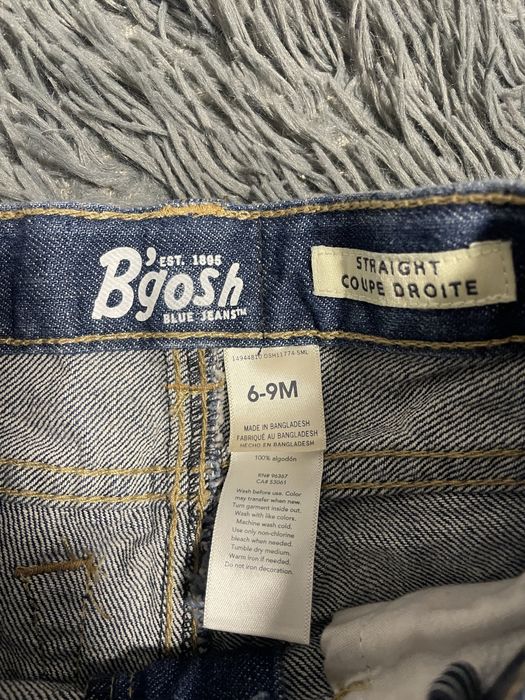 EST. 1895
B'gosh
BLUE JEANS™
STRAIGHT
COUPE DROITE
6-9M
MADE IN BANGLADESH
FABRIQUÉ AU BANGLADESH
HECHO EN BANGLADESH
100% algodón
RN# 96367
CA# 53061
Wash before use. Color
may transfer when new.
Turn garment inside out.
Wash with like colors.
Machine wash cold.
Use only non-chlorine
bleach when needed.
Tumble dry medium.
Warm iron if needed.
Do not iron decoration.